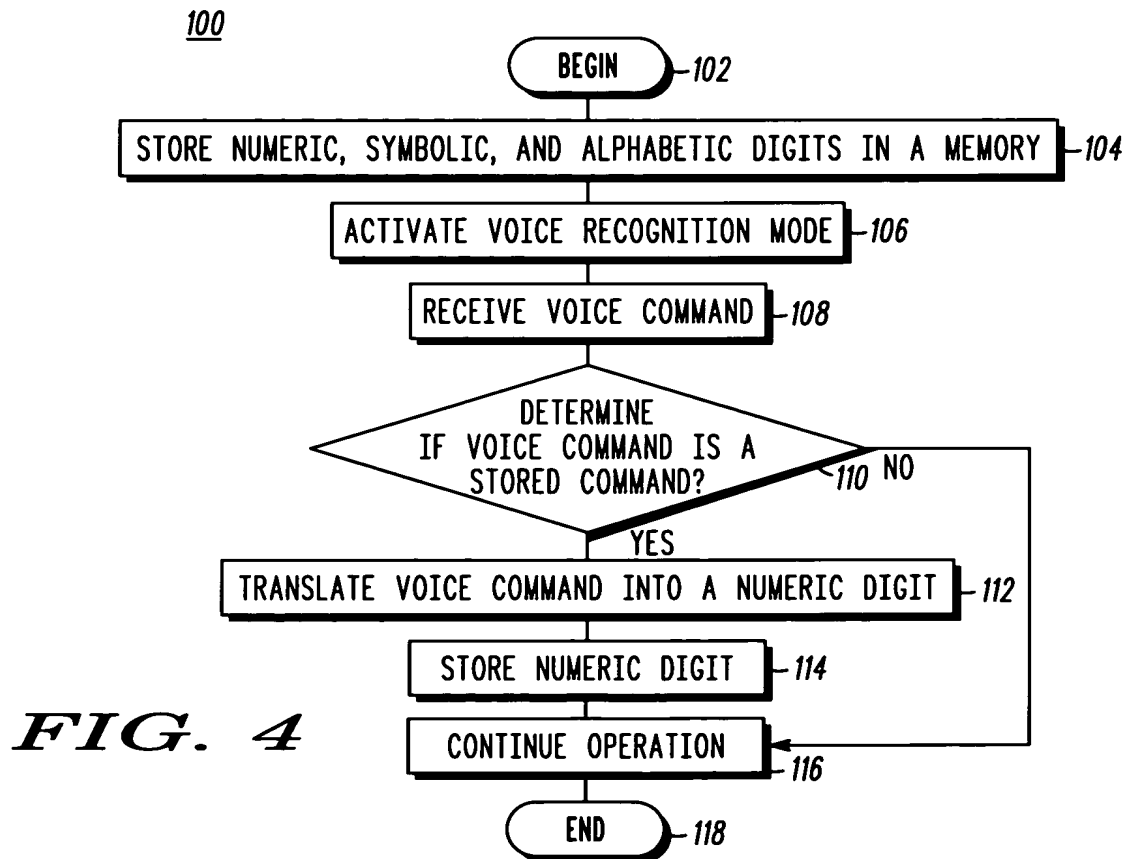 100
BEGIN
102
STORE NUMERIC, SYMBOLIC, AND ALPHABETIC DIGITS IN A MEMORY
104
ACTIVATE VOICE RECOGNITION MODE
106
RECEIVE VOICE COMMAND
108
DETERMINE
IF VOICE COMMAND IS A
STORED COMMAND?
110
NO
YES
TRANSLATE VOICE COMMAND INTO A NUMERIC DIGIT
112
STORE NUMERIC DIGIT
114
FIG. 4
CONTINUE OPERATION
116
END
118